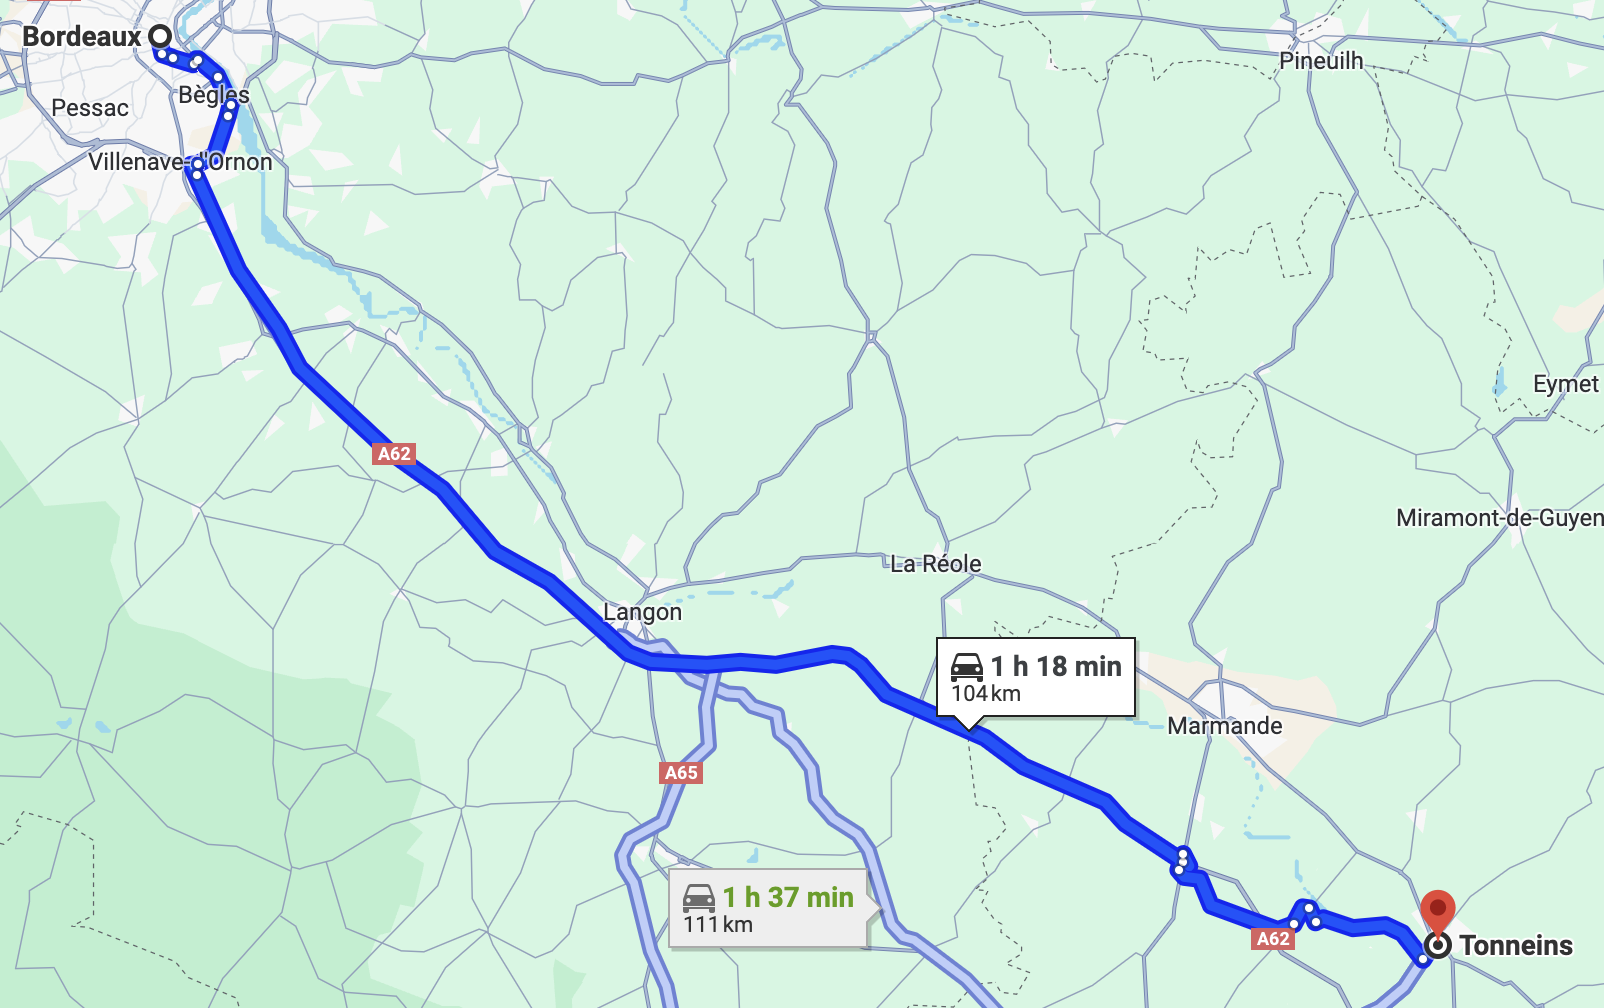 Bordeaux
Pineuilh
Bègles
Pessac
Villenave-d'Ornon
Eymet
A62
Miramont-de-Guyen
La Réole
Langon
1 h 18 min
104 km
Marmande
A65
1 h 37 min
111 km
A62
Tonneins